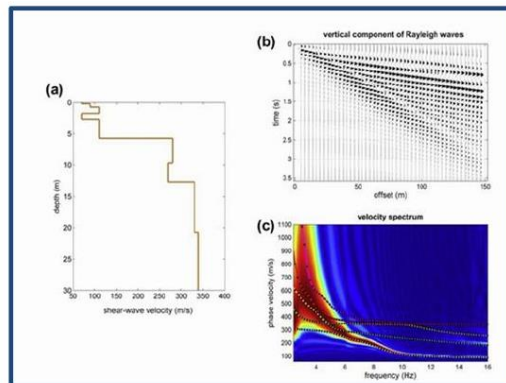 (a)
0
5
10
15
20
25
30
depth (m)
50 100 150 200 250 300 350 400
shear-wave velocity (m/s)
(b)
vertical component of Rayleigh waves
0
0.5
1
1.5
2
2.5
3
3.5
time (s)
0 50 100 150
offset (m)
(c)
velocity spectrum
1100
1000
900
800
700
600
500
400
300
200
100
phase velocity (m/s)
4 6 8 10 12 14 16
frequency (Hz)